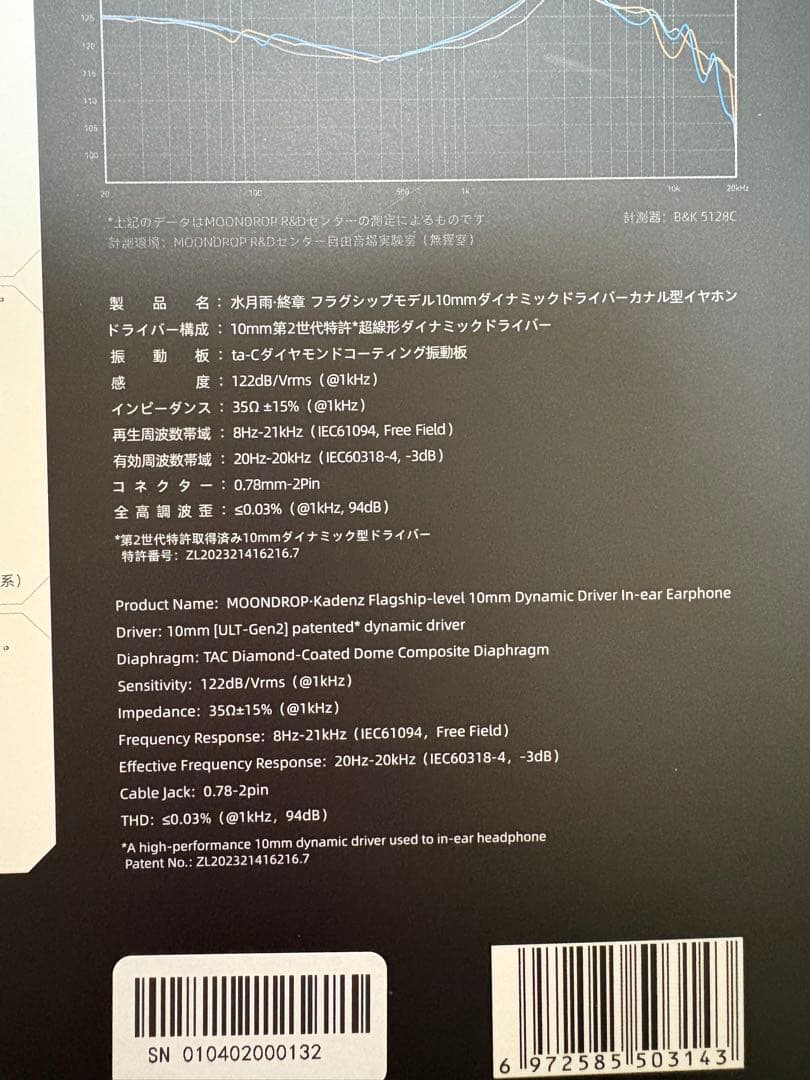 125
120
115
110
105
100
20 100 500 1k 10k 20kHz
*上記のデータはMOONDROP R&Dセンターの測定によるものです 計測器：B&K 5128C
計測環境：MOONDROP R&Dセンター自由音場実験室（無響室）
製品名：水月雨·終章 フラグシップモデル10mmダイナミックドライバーカナル型イヤホン
ドライバー構成：10mm第2世代特許*超線形ダイナミックドライバー
振動板：ta-Cダイヤモンドコーティング振動板
感度：122dB/Vrms（@1kHz）
インピーダンス：35Ω ±15%（@1kHz）
再生周波数帯域：8Hz-21kHz（IEC61094, Free Field）
有効周波数帯域：20Hz-20kHz（IEC60318-4, -3dB）
コネクター：0.78mm-2Pin
全高調波歪：≤0.03%（@1kHz, 94dB）
*第2世代特許取得済み10mmダイナミック型ドライバー
特許番号：ZL202321416216.7
系）
Product Name: MOONDROP·Kadenz Flagship-level 10mm Dynamic Driver In-ear Earphone
Driver: 10mm [ULT-Gen2] patented* dynamic driver
Diaphragm: TAC Diamond-Coated Dome Composite Diaphragm
Sensitivity: 122dB/Vrms（@1kHz）
Impedance: 35Ω±15%（@1kHz）
Frequency Response: 8Hz-21kHz（IEC61094，Free Field）
Effective Frequency Response: 20Hz-20kHz（IEC60318-4，-3dB）
Cable Jack: 0.78-2pin
THD: ≤0.03%（@1kHz，94dB）
*A high-performance 10mm dynamic driver used to in-ear headphone
Patent No.: ZL202321416216.7
SN 010402000132
6 972585 503143